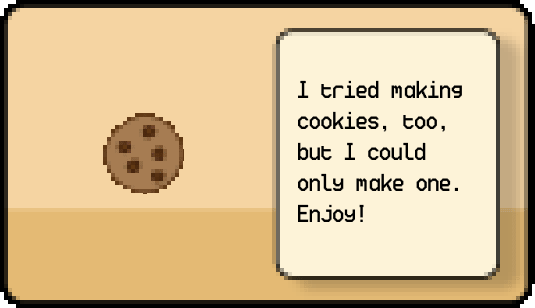 I tried making
cookies, too,
but I could
only make one.
Enjoy!